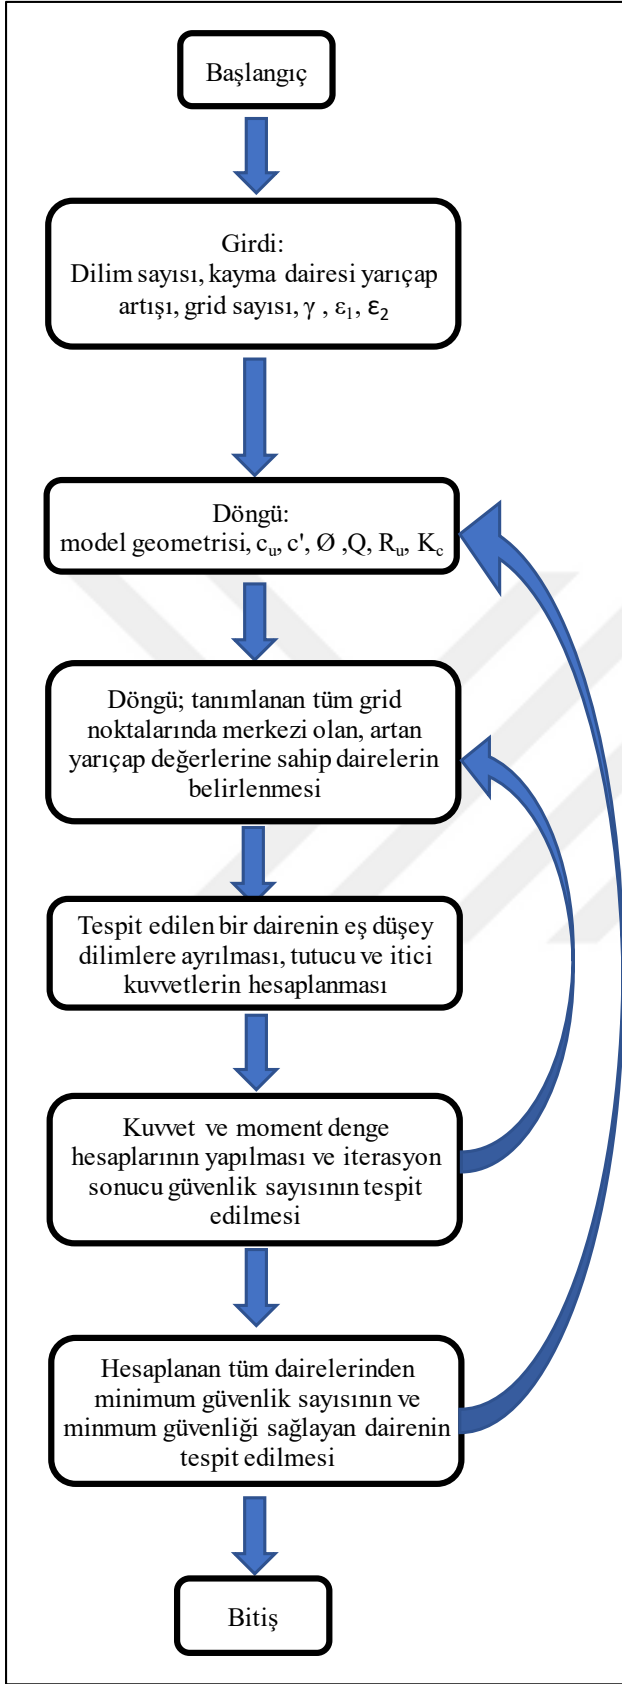 Başlangıç
Girdi:
Dilim sayısı, kayma dairesi yarıçap
artışı, grid sayısı, γ , ε₁, ε₂
Döngü:
model geometrisi, cᵤ, c', Ø ,Q, Rᵤ, K_c
Döngü; tanımlanan tüm grid
noktalarında merkezi olan, artan
yarıçap değerlerine sahip dairelerin
belirlenmesi
Tespit edilen bir dairenin eş düşey
dilimlere ayrılması, tutucu ve itici
kuvvetlerin hesaplanması
Kuvvet ve moment denge
hesaplarının yapılması ve iterasyon
sonucu güvenlik sayısının tespit
edilmesi
Hesaplanan tüm dairelerinden
minimum güvenlik sayısının ve
minmum güvenliği sağlayan dairenin
tespit edilmesi
Bitiş